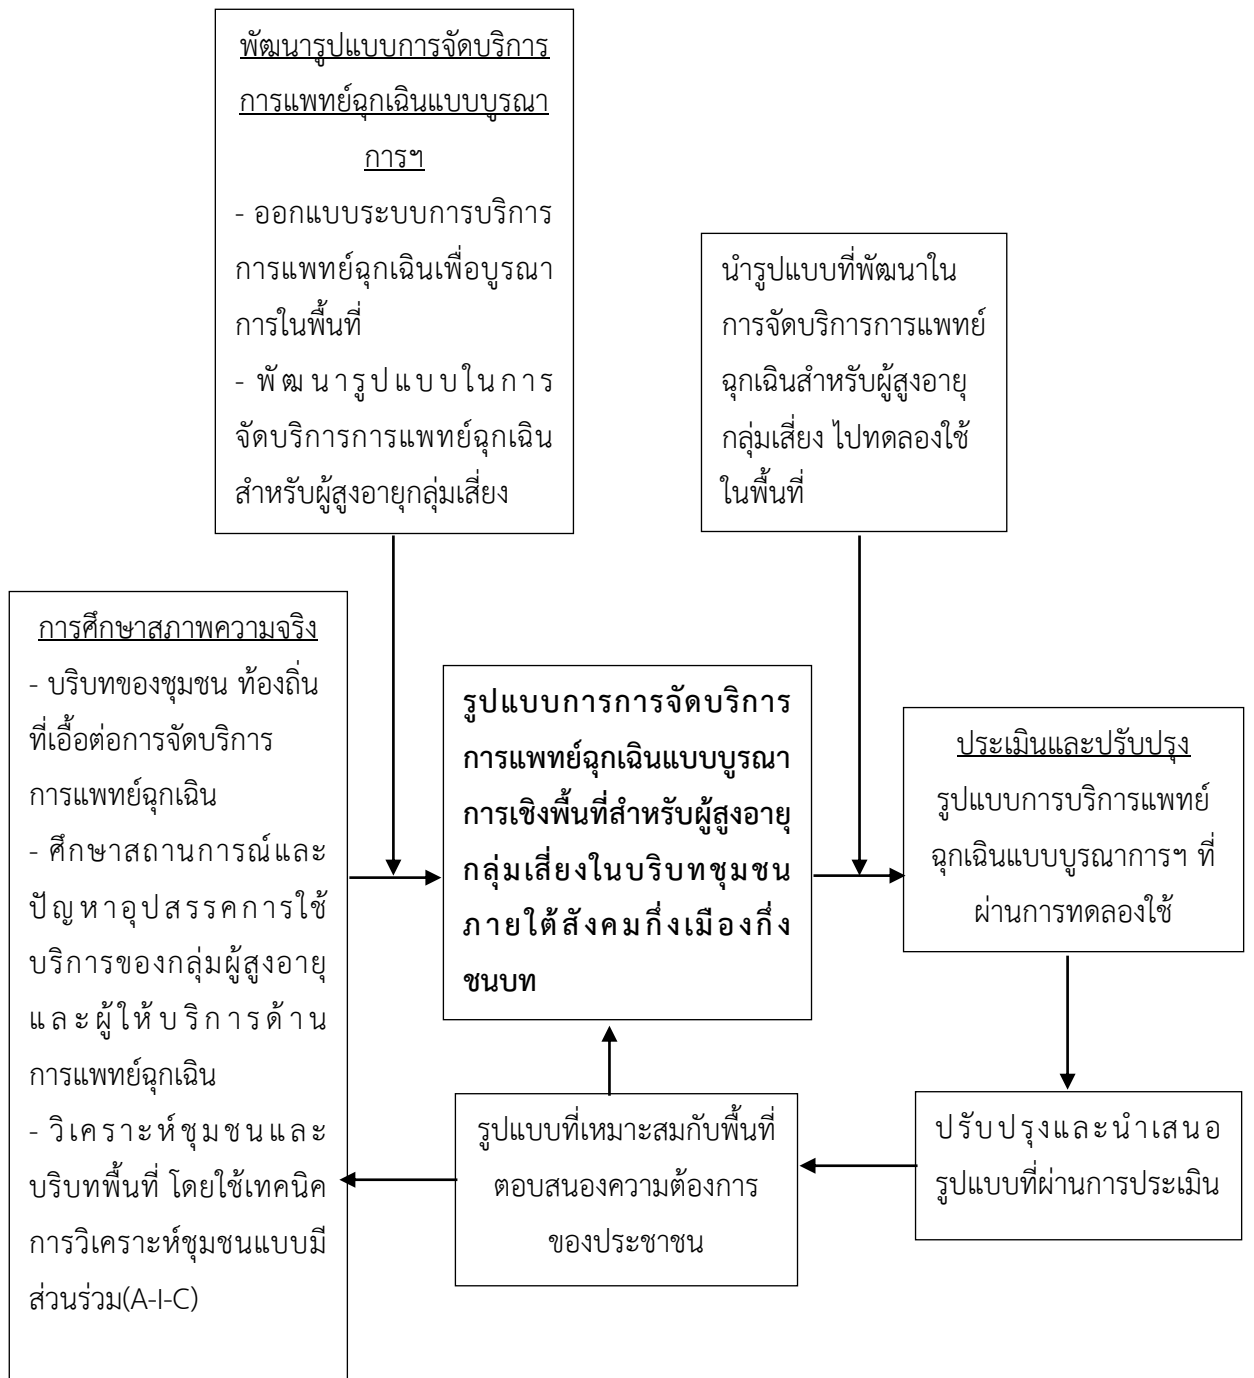 พัฒนารูปแบบการจัดบริการ
การแพทย์ฉุกเฉินแบบบูรณา
การฯ
- ออกแบบระบบการบริการ
การแพทย์ฉุกเฉินเพื่อบูรณา
การในพื้นที่
- พัฒนารูปแบบในการ
จัดบริการการแพทย์ฉุกเฉิน
สำหรับผู้สูงอายุกลุ่มเสี่ยง
นำรูปแบบที่พัฒนาใน
การจัดบริการการแพทย์
ฉุกเฉินสำหรับผู้สูงอายุ
กลุ่มเสี่ยง ไปทดลองใช้
ในพื้นที่
การศึกษาสภาพความจริง
- บริบทของชุมชน ท้องถิ่น
ที่เอื้อต่อการจัดบริการ
การแพทย์ฉุกเฉิน
- ศึกษาสถานการณ์และ
ปัญหาอุปสรรคการใช้
บริการของกลุ่มผู้สูงอายุ
และผู้ให้บริการด้าน
การแพทย์ฉุกเฉิน
- วิเคราะห์ชุมชนและ
บริบทพื้นที่ โดยใช้เทคนิค
การวิเคราะห์ชุมชนแบบมี
ส่วนร่วม(A-I-C)
รูปแบบการการจัดบริการ
การแพทย์ฉุกเฉินแบบบูรณา
การเชิงพื้นที่สำหรับผู้สูงอายุ
กลุ่มเสี่ยงในบริบทชุมชน
ภายใต้สังคมกึ่งเมืองกึ่ง
ชนบท
ประเมินและปรับปรุง
รูปแบบการบริการแพทย์
ฉุกเฉินแบบบูรณาการฯ ที่
ผ่านการทดลองใช้
รูปแบบที่เหมาะสมกับพื้นที่
ตอบสนองความต้องการ
ของประชาชน
ปรับปรุงและนำเสนอ
รูปแบบที่ผ่านการประเมิน